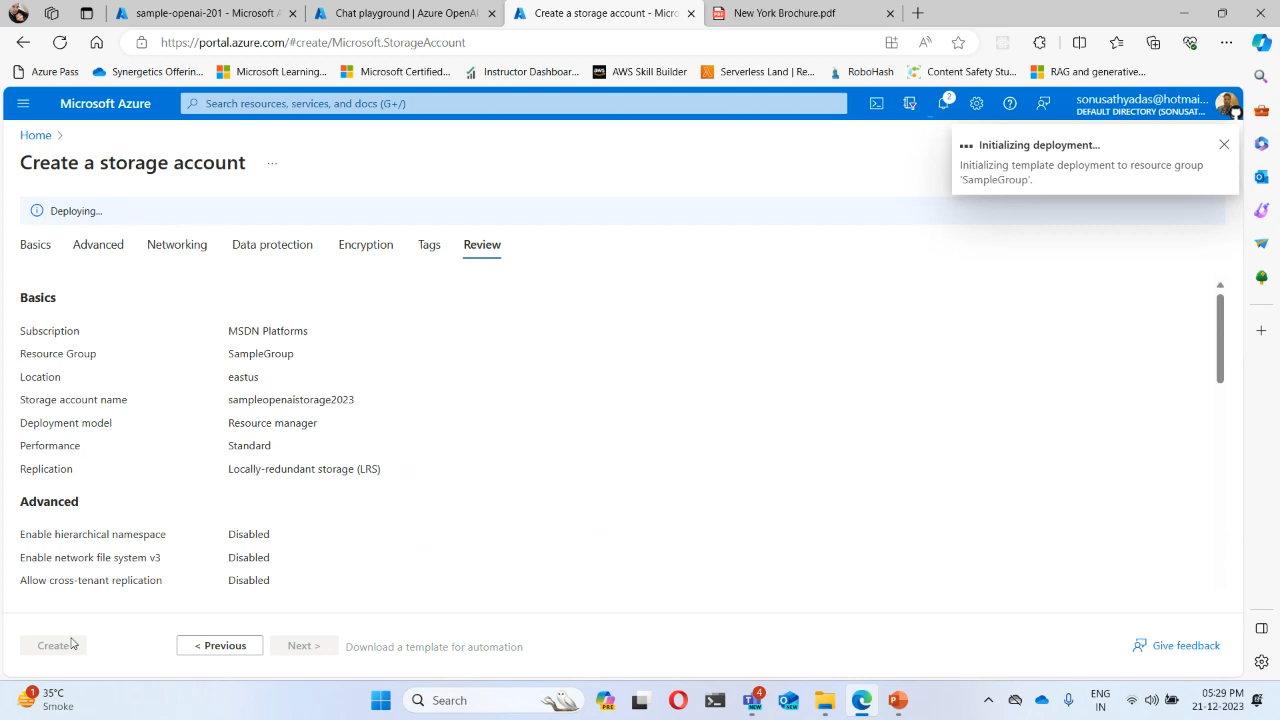 sample-openai-201 - Microsoft A
Chat playground | Azure OpenAI
Create a storage account - Micro
New York Brochure.pdf
https://portal.azure.com/#create/Microsoft.StorageAccount
Azure Pass
SynergeticOfferin...
Microsoft Learning...
Microsoft Certified...
Instructor Dashboar...
AWS Skill Builder
Serverless Land | Re...
RoboHash
Content Safety Stu...
RAG and generative...
Microsoft Azure
Search resources, services, and docs (G+/)
2
sonusathyadas@hotmai...
DEFAULT DIRECTORY (SONUSAT...
Home
Create a storage account
...
Initializing deployment...
Initializing template deployment to resource group
'SampleGroup'.
Deploying...
Basics Advanced Networking Data protection Encryption Tags Review
Basics
Subscription MSDN Platforms
Resource Group SampleGroup
Location eastus
Storage account name sampleopenaistorage2023
Deployment model Resource manager
Performance Standard
Replication Locally-redundant storage (LRS)
Advanced
Enable hierarchical namespace Disabled
Enable network file system v3 Disabled
Allow cross-tenant replication Disabled
Create
< Previous
Next >
Download a template for automation
Give feedback
1
35°C
Smoke
Search
PRE
4
NEW
NEW
ENG
IN
05:29 PM
21-12-2023